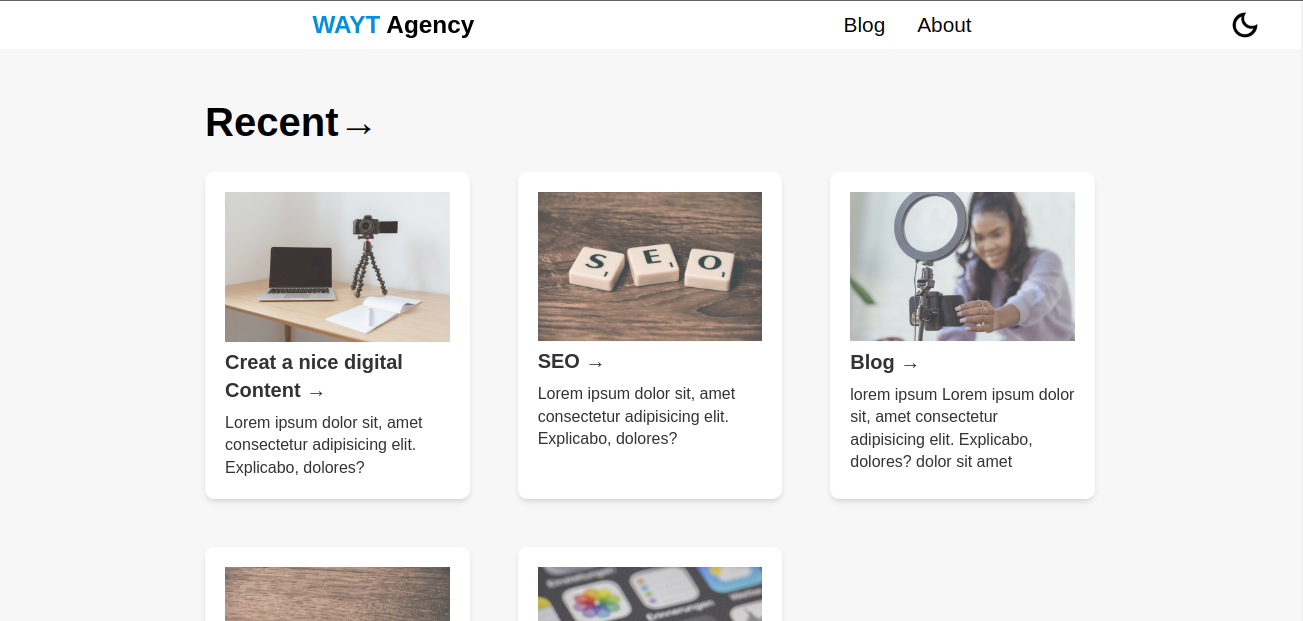 WAYT Agency
Blog
About
Recent→
Creat a nice digital
Content →
Lorem ipsum dolor sit, amet
consectetur adipisicing elit.
Explicabo, dolores?
S E O
SEO →
Lorem ipsum dolor sit, amet
consectetur adipisicing elit.
Explicabo, dolores?
Blog →
lorem ipsum Lorem ipsum dolor
sit, amet consectetur
adipisicing elit. Explicabo,
dolores? dolor sit amet
Einstellungen
Erinnerungen